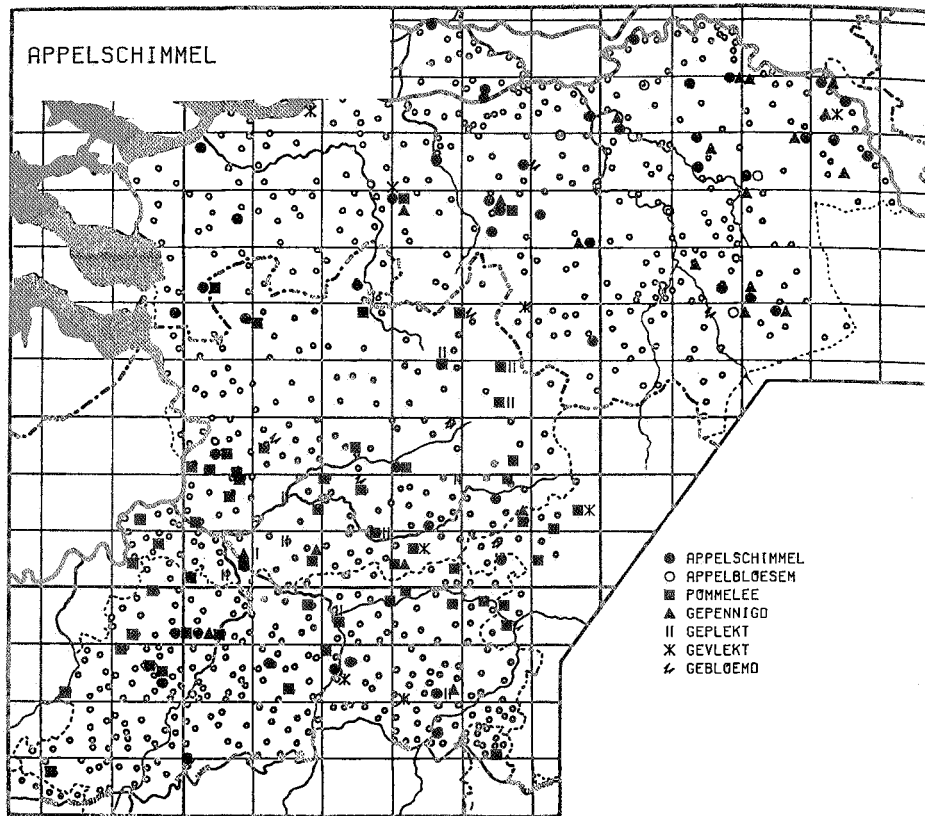 APPELSCHIMMEL
APPELSCHIMMEL
APPELBLOESEM
POMMELEE
GEPENNIGD
GEPLEKT
GEVLEKT
GEBLOEMD